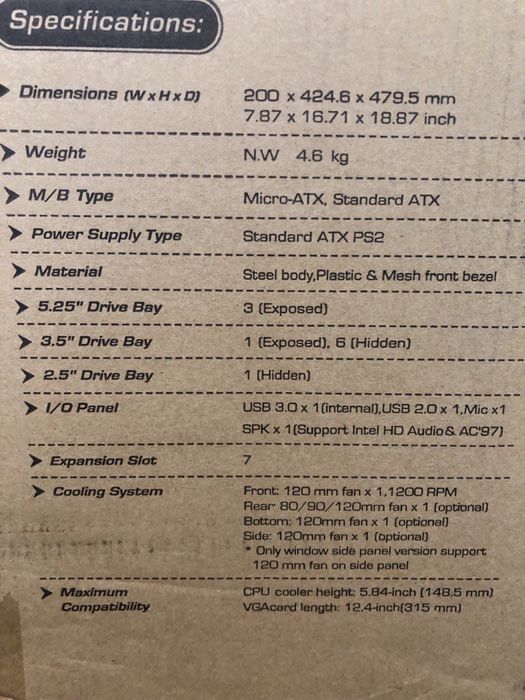 Specifications:
Dimensions (W x H x D) 200 x 424.6 x 479.5 mm
7.87 x 16.71 x 18.87 inch
Weight N.W 4.6 kg
M/B Type Micro-ATX, Standard ATX
Power Supply Type Standard ATX PS2
Material Steel body,Plastic & Mesh front bezel
5.25" Drive Bay 3 (Exposed)
3.5" Drive Bay 1 (Exposed), 6 (Hidden)
2.5" Drive Bay 1 (Hidden)
I/O Panel USB 3.0 x 1(internal),USB 2.0 x 1,Mic x1
SPK x 1(Support Intel HD Audio & AC'97)
Expansion Slot 7
Cooling System Front: 120 mm fan x 1,1200 RPM
Rear 80/90/120mm fan x 1 (optional)
Bottom: 120mm fan x 1 (optional)
Side: 120mm fan x 1 (optional)
* Only window side panel version support
120 mm fan on side panel
Maximum CPU cooler height: 5.84-inch (148.5 mm)
Compatibility VGAcard length: 12.4-inch(315 mm)